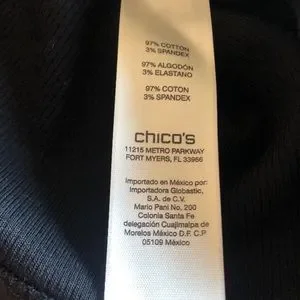 97% COTTON
3% SPANDEX
97% ALGODÓN
3% ELASTANO
97% COTON
3% SPANDEX
chico's
11215 METRO PARKWAY
FORT MYERS, FL 33966
Importado en México por:
Importadora Globastic,
S.A. de C.V.
Mario Pani No. 200
Colonia Santa Fe
delegación Cuajimalpa de
Morelos México D.F. C.P
05109 México